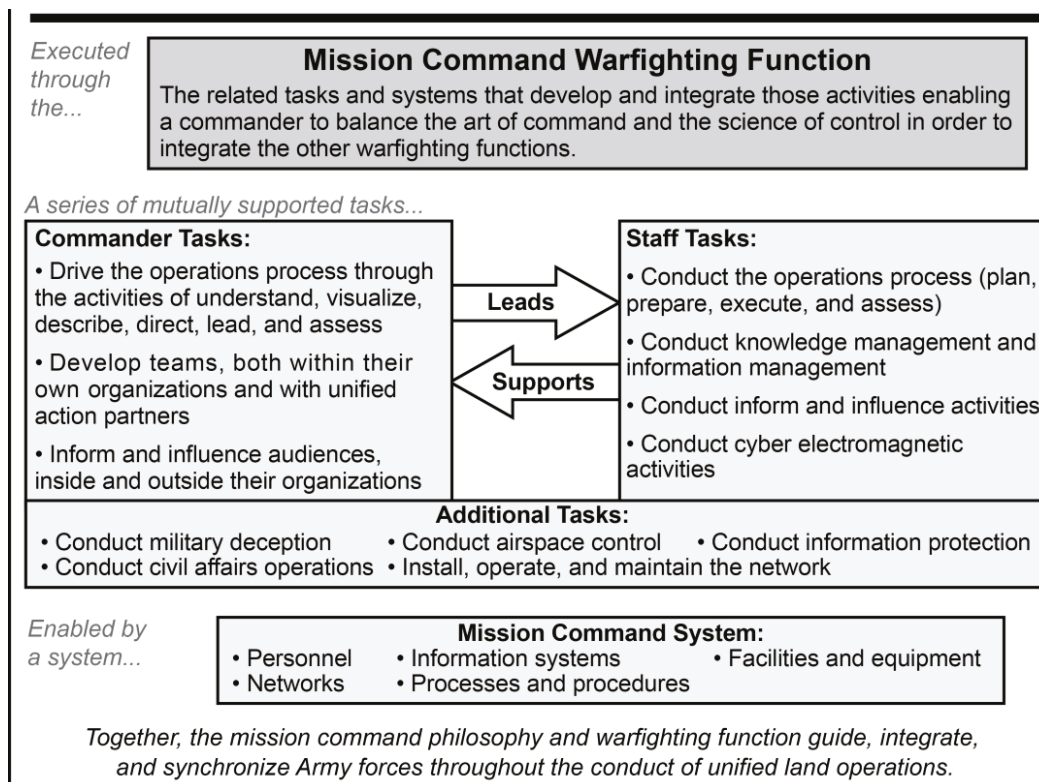 Executed
through
the...
Mission Command Warfighting Function
The related tasks and systems that develop and integrate those activities enabling
a commander to balance the art of command and the science of control in order to
integrate the other warfighting functions.
A series of mutually supported tasks...
Commander Tasks:
• Drive the operations process through
the activities of understand, visualize,
describe, direct, lead, and assess
• Develop teams, both within their
own organizations and with unified
action partners
• Inform and influence audiences,
inside and outside their organizations
Leads
Supports
Staff Tasks:
• Conduct the operations process (plan,
prepare, execute, and assess)
• Conduct knowledge management and
information management
• Conduct inform and influence activities
• Conduct cyber electromagnetic
activities
Additional Tasks:
• Conduct military deception • Conduct airspace control • Conduct information protection
• Conduct civil affairs operations • Install, operate, and maintain the network
Enabled by
a system...
Mission Command System:
• Personnel • Information systems • Facilities and equipment
• Networks • Processes and procedures
Together, the mission command philosophy and warfighting function guide, integrate,
and synchronize Army forces throughout the conduct of unified land operations.